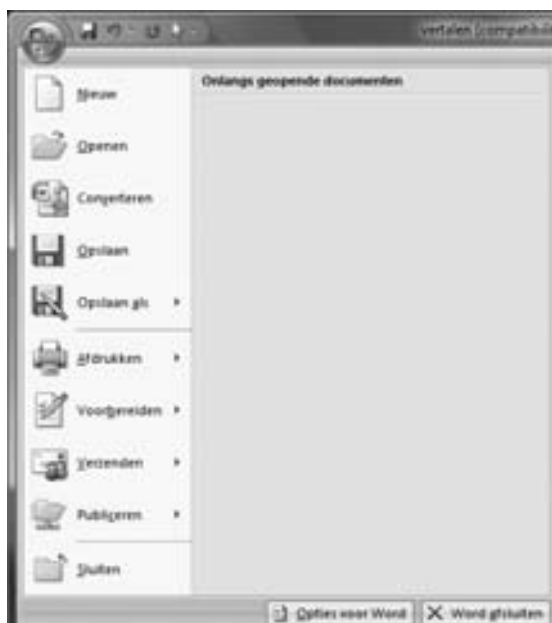 vertalen [compatibili
Onlangs geopende documenten
Nieuw
Openen
Converteren
Opslaan
Opslaan als
Afdrukken
Voorbereiden
Verzenden
Publiceren
Sluiten
Opties voor Word
Word afsluiten